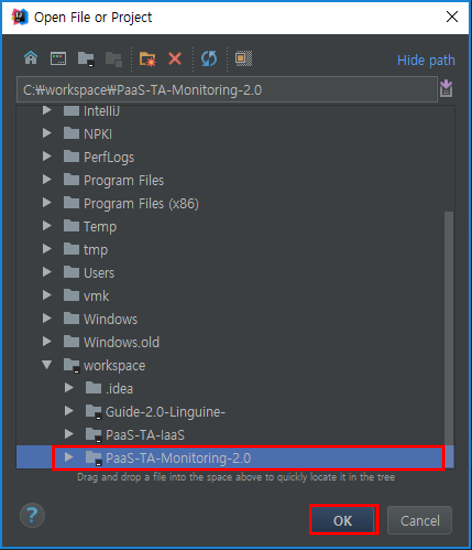 Open File or Project
Hide path
C:₩workspace₩PaaS-TA-Monitoring-2.0
IntelliJ
NPKI
PerfLogs
Program Files
Program Files (x86)
Temp
tmp
Users
vmk
Windows
Windows.old
workspace
.idea
Guide-2.0-Linguine-
PaaS-TA-IaaS
PaaS-TA-Monitoring-2.0
Drag and drop a file into the space above to quickly locate it in the tree
?
OK
Cancel